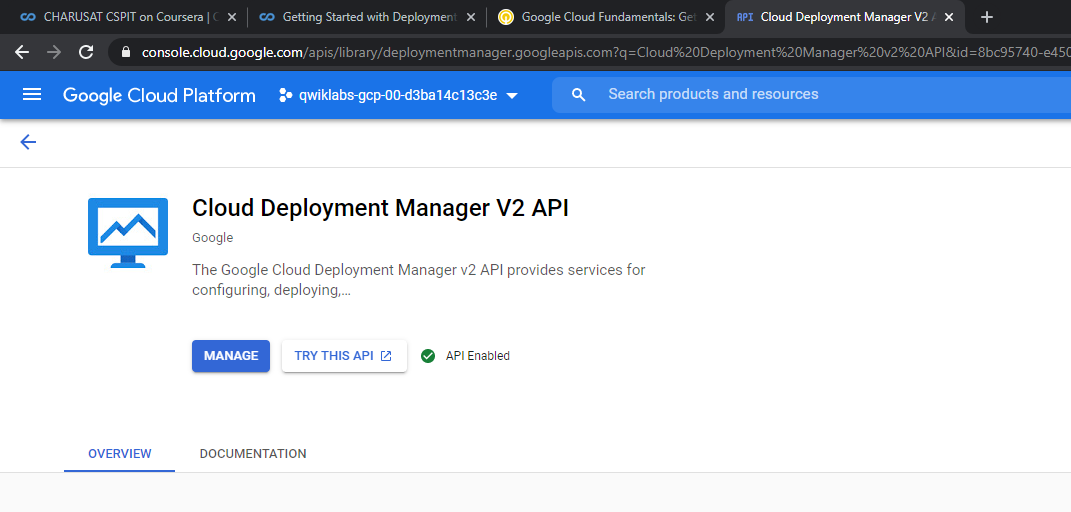 CHARUSAT CSPIT on Coursera | C
Getting Started with Deployment
Google Cloud Fundamentals: Get
API Cloud Deployment Manager V2 A
console.cloud.google.com/apis/library/deploymentmanager.googleapis.com?q=Cloud%20Deployment%20Manager%20v2%20API&id=8bc95740-e450
Google Cloud Platform
qwiklabs-gcp-00-d3ba14c13c3e
Search products and resources
Cloud Deployment Manager V2 API
Google
The Google Cloud Deployment Manager v2 API provides services for
configuring, deploying,...
MANAGE
TRY THIS API
API Enabled
OVERVIEW
DOCUMENTATION